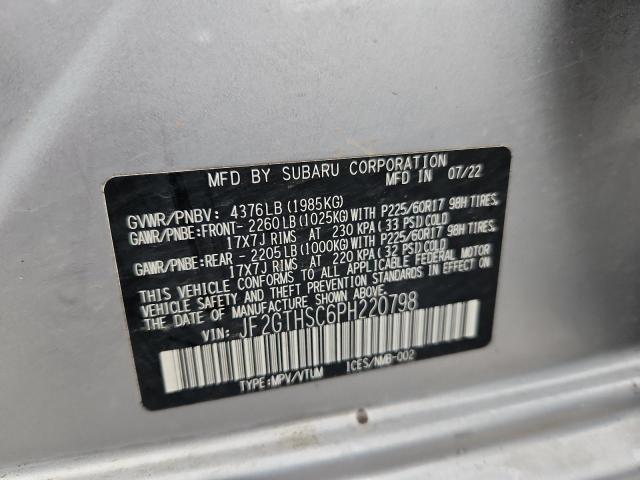 MFD BY SUBARU CORPORATION 07/22
GVWR/PNBV: 4376LB (1985KG)
GAWR/PNBE:FRONT- 2260LB (1025KG)WITH P225/60R17 98H TIRES,
17X7J RIMS AT 230 KPA ( 33 PSI) COLD
GAWR/PNBE:REAR - 2205LB (1000KG)WITH P225/60R17 98H TIRES,
17X7J RIMS AT 220 KPA ( 32 PSI) COLD
THIS VEHICLE CONFORMS TO ALL APPLICABLE FEDERAL MOTOR
VEHICLE SAFETY AND THEFT PREVENTION STANDARDS IN EFFECT ON
THE DATE OF MANUFACTURE SHOWN ABOVE.
VIN: JF2GTHSC6PH220798
TYPE:MPV/VTUM ICES/NMB-002